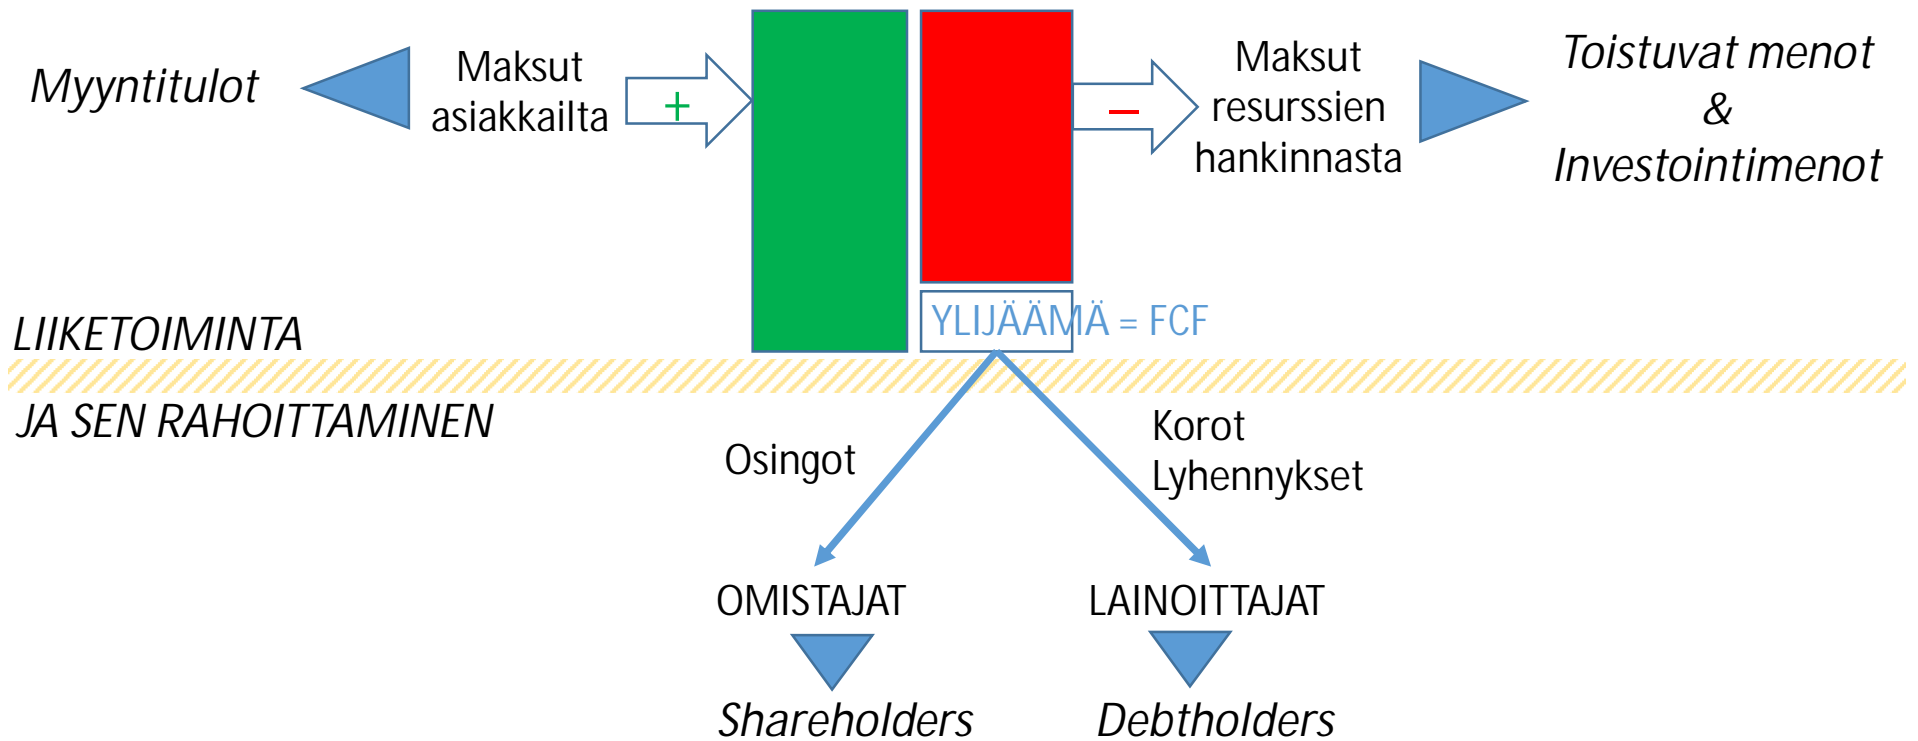 Myyntitulot
Maksut
asiakkailta
+
–
Maksut
resurssien
hankinnasta
Toistuvat menot
&
Investointimenot
YLIJÄÄMÄ = FCF
LIIKETOIMINTA
JA SEN RAHOITTAMINEN
Osingot
Korot
Lyhennykset
OMISTAJAT
LAINOITTAJAT
Shareholders
Debtholders